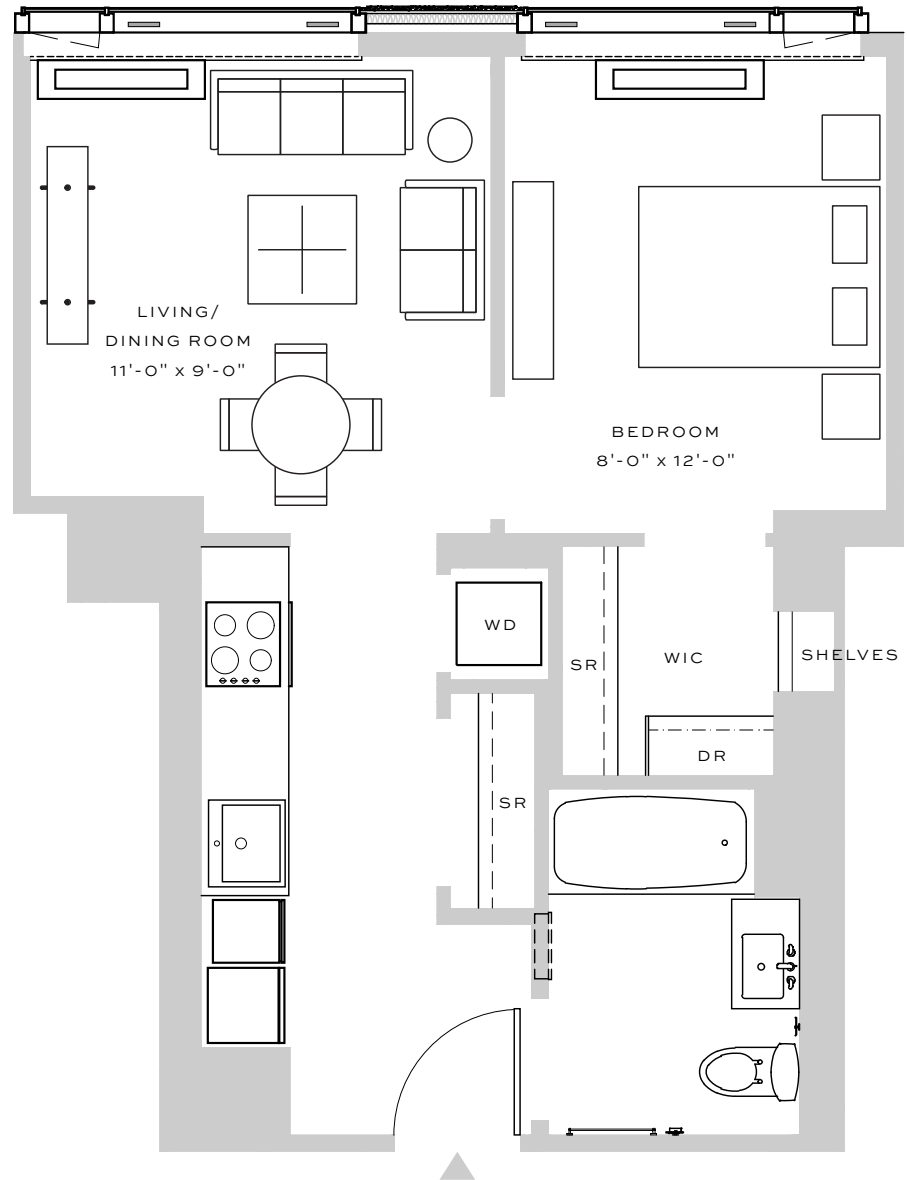 LIVING/
DINING ROOM
11'-0" x 9'-0"
BEDROOM
8'-0" x 12'-0"
WD
SR
WIC
SHELVES
DR
SR